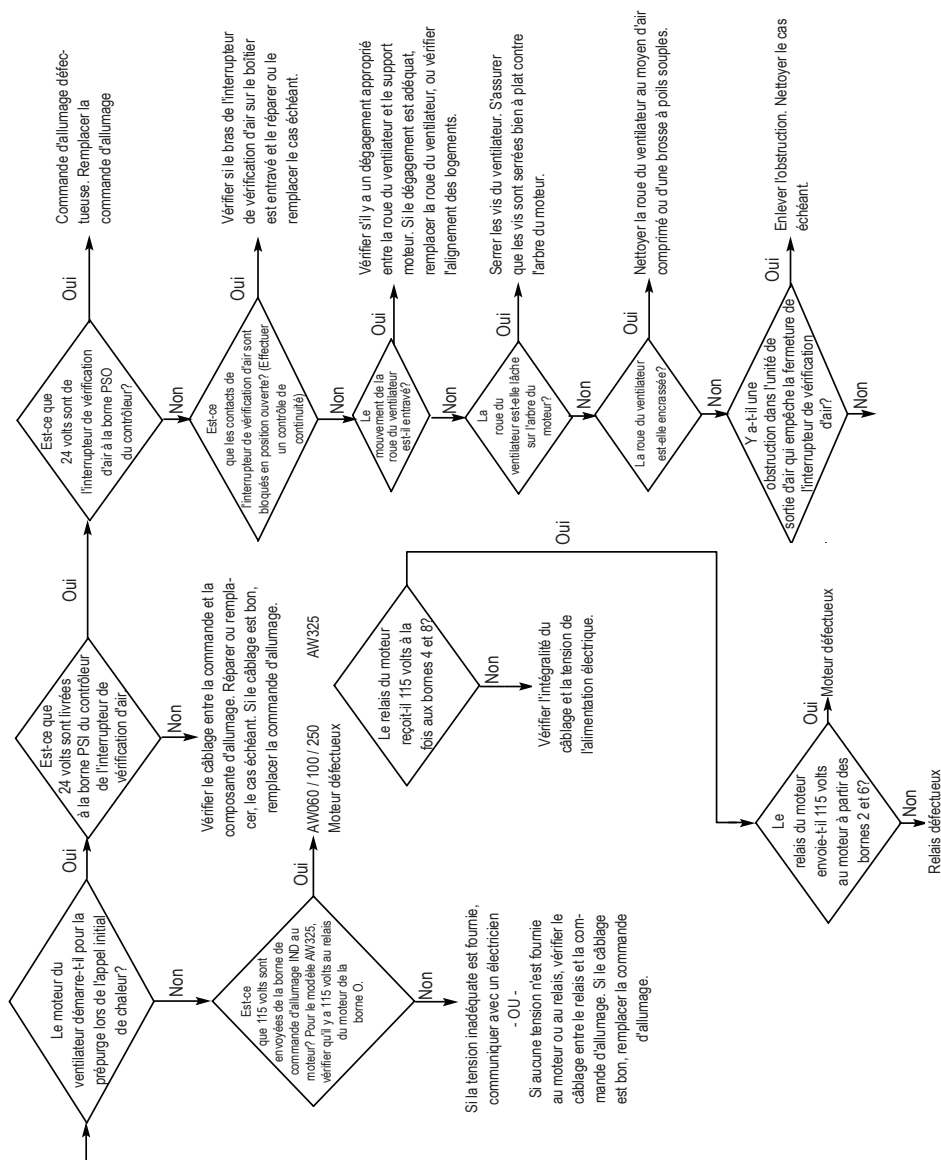 Le moteur du
ventilateur démarre-t-il pour la
prépurge lors de l'appel initial
de chaleur?
Oui
Non
Est-ce que
24 volts sont livrées
à la borne PSI du contrôleur
de l'interrupteur de
vérification d'air
Oui
Non
Vérifier le câblage entre la commande et la
composante d'allumage. Réparer ou rempla-
cer, le cas échéant. Si le câblage est bon,
remplacer la commande d'allumage.
Est-ce que
24 volts sont de
l'interrupteur de vérification
d'air à la borne PSO
du contrôleur?
Oui
Non
Commande d'allumage défec-
tueuse. Remplacer la
commande d'allumage
Est-ce
que les contacts de
l'interrupteur de vérification d'air sont
bloqués en position ouverte? (Effectuer
un contrôle de
continuité)
Oui
Non
Vérifier si le bras de l'interrupteur
de vérification d'air sur le boîtier
est entravé et le réparer ou le
remplacer le cas échéant.
Le
mouvement de la
roue du ventilateur
est-il entravé?
Oui
Non
Vérifier s'il y a un dégagement approprié
entre la roue du ventilateur et le support
moteur. Si le dégagement est adéquat,
remplacer la roue du ventilateur, ou vérifier
l'alignement des logements.
La
roue du
ventilateur est-elle lâche
sur l'arbre du
moteur?
Oui
Non
Serrer les vis du ventilateur. S'assurer
que les vis sont serrées bien à plat contre
l'arbre du moteur.
La roue du ventilateur
est-elle encrassée?
Oui
Non
Nettoyer la roue du ventilateur au moyen d'air
comprimé ou d'une brosse à poils souples.
Y a-t-il une
obstruction dans l'unité de
sortie d'air qui empêche la fermeture de
l'interrupteur de vérification
d'air?
Oui
Non
Enlever l'obstruction. Nettoyer le cas
échéant.
Est-ce
que 115 volts sont
envoyées de la borne de
commande d'allumage IND au
moteur? Pour le modèle AW325,
vérifier qu'il y a 115 volts au relais
du moteur de la
borne O.
Oui
Non
AW060 / 100 / 250
Moteur défectueux
AW325
Si la tension inadéquate est fournie,
communiquer avec un électricien
- OU -
Si aucune tension n'est fournie
au moteur ou au relais, vérifier le
câblage entre le relais et la com-
mande d'allumage. Si le câblage
est bon, remplacer la commande
d'allumage.
Le relais du moteur
reçoit-il 115 volts à la
fois aux bornes 4 et 8?
Oui
Non
Vérifier l'intégralité du
câblage et la tension de
l'alimentation électrique.
Le
relais du moteur
envoie-t-il 115 volts
au moteur à partir des
bornes 2 et 6?
Oui
Moteur défectueux
Non
Relais défectueux